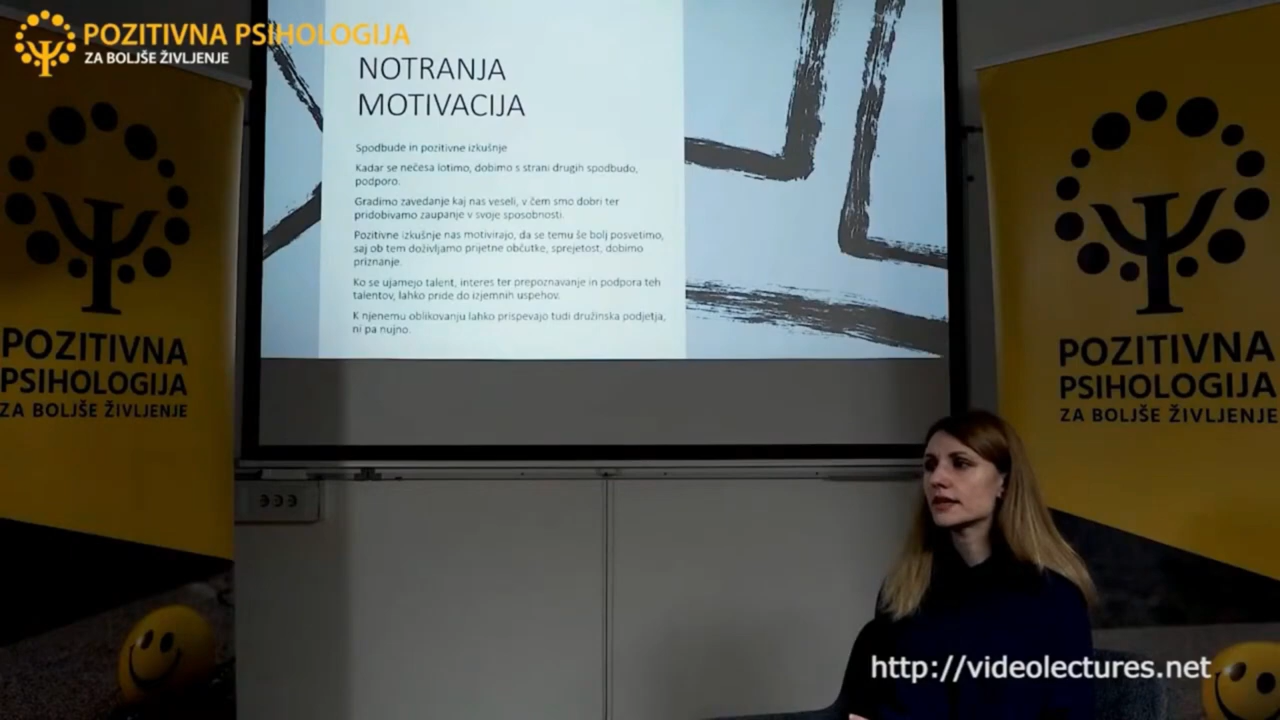 POZITIVNA PSIHOLOGIJA
ZA BOLJŠE ŽIVLJENJE
NOTRANJA
MOTIVACIJA
Spodbude in pozitivne izkušnje
Kadar se nečesa lotimo, dobimo s strani drugih spodbudo,
podporo.
Gradimo zavedanje kaj nas veseli, v čem smo dobri ter
pridobivamo zaupanje v svoje sposobnosti.
Pozitivne izkušnje nas motivirajo, da se temu še bolj posvetimo,
saj ob tem doživljamo prijetne občutke, sprejetost, dobimo
priznanje.
Ko se ujamejo talent, interes ter prepoznavanje in podpora teh
talentov, lahko pride do izjemnih uspehov.
K njenemu oblikovanju lahko prispevajo tudi družinska podjetja,
ni pa nujno.
POZITIVNA
PSIHOLOGIJA
ZA BOLJŠE ŽIVLJENJE
POZITIVNA
PSIHOLOGIJA
ZA BOLJŠE ŽIVLJENJE
http://videolectures.net